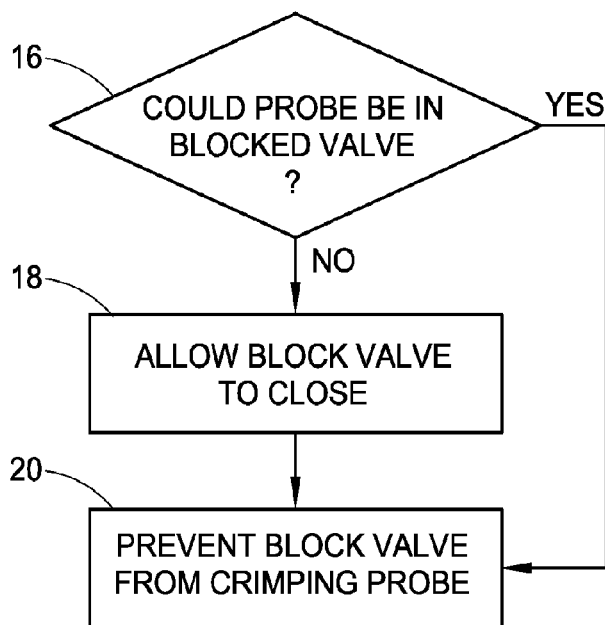 16
COULD PROBE BE IN
BLOCKED VALVE
?
YES
NO
18
ALLOW BLOCK VALVE
TO CLOSE
20
PREVENT BLOCK VALVE
FROM CRIMPING PROBE